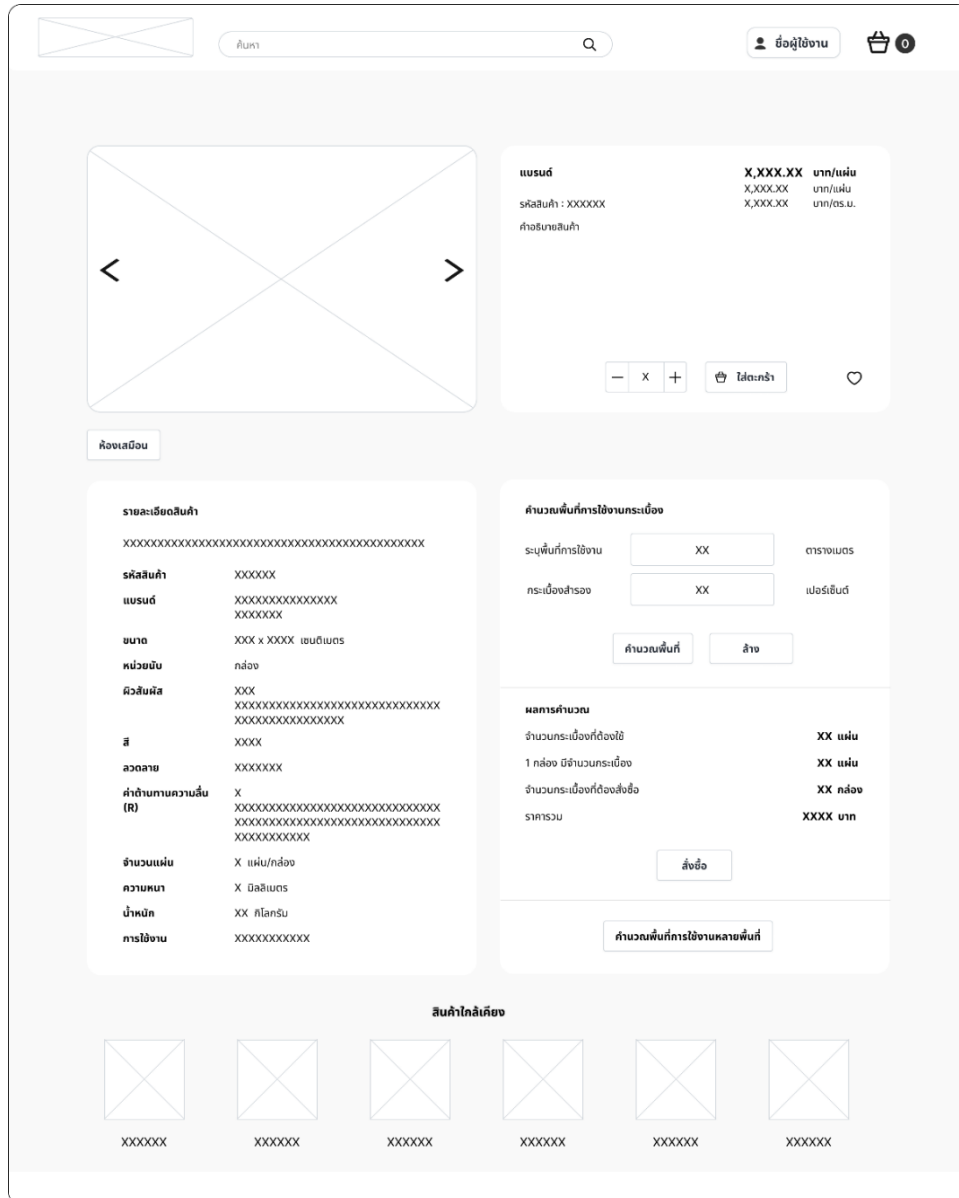 ค้นหา
ชื่อผู้ใช้งาน
0
แบรนด์ X,XXX.XX บาท/แผ่น
X,XXX.XX บาท/แผ่น
รหัสสินค้า : XXXXXX X,XXX.XX บาท/ตร.ม.
คำอธิบายสินค้า
X
ใส่ตะกร้า
ห้องเสมือน
รายละเอียดสินค้า
XXXXXXXXXXXXXXXXXXXXXXXXXXXXXXXXXXXXXXXXXXXX
รหัสสินค้า XXXXXX
แบรนด์ XXXXXXXXXXXXXXX
XXXXXXX
ขนาด XXX x XXXX เซนติเมตร
หน่วยนับ กล่อง
ผิวสัมผัส XXX
XXXXXXXXXXXXXXXXXXXXXXXXXXXXXX
XXXXXXXXXXXXXXXX
สี XXXX
ลวดลาย XXXXXXX
ค่าต้านทานความลื่น X
(R) XXXXXXXXXXXXXXXXXXXXXXXXXXXXXX
XXXXXXXXXXXXXXXXXXXXXXXXXXXXXX
XXXXXXXXXXX
จำนวนแผ่น X แผ่น/กล่อง
ความหนา X มิลลิเมตร
น้ำหนัก XX กิโลกรัม
การใช้งาน XXXXXXXXXXX
คำนวณพื้นที่การใช้งานกระเบื้อง
ระบุพื้นที่การใช้งาน XX ตารางเมตร
กระเบื้องสำรอง XX เปอร์เซ็นต์
คำนวณพื้นที่ ล้าง
ผลการคำนวณ
จำนวนกระเบื้องที่ต้องใช้ XX แผ่น
1 กล่อง มีจำนวนกระเบื้อง XX แผ่น
จำนวนกระเบื้องที่ต้องสั่งซื้อ XX กล่อง
ราคารวม XXXX บาท
สั่งซื้อ
คำนวณพื้นที่การใช้งานหลายพื้นที่
สินค้าใกล้เคียง
XXXXXX XXXXXX XXXXXX XXXXXX XXXXXX XXXXXX